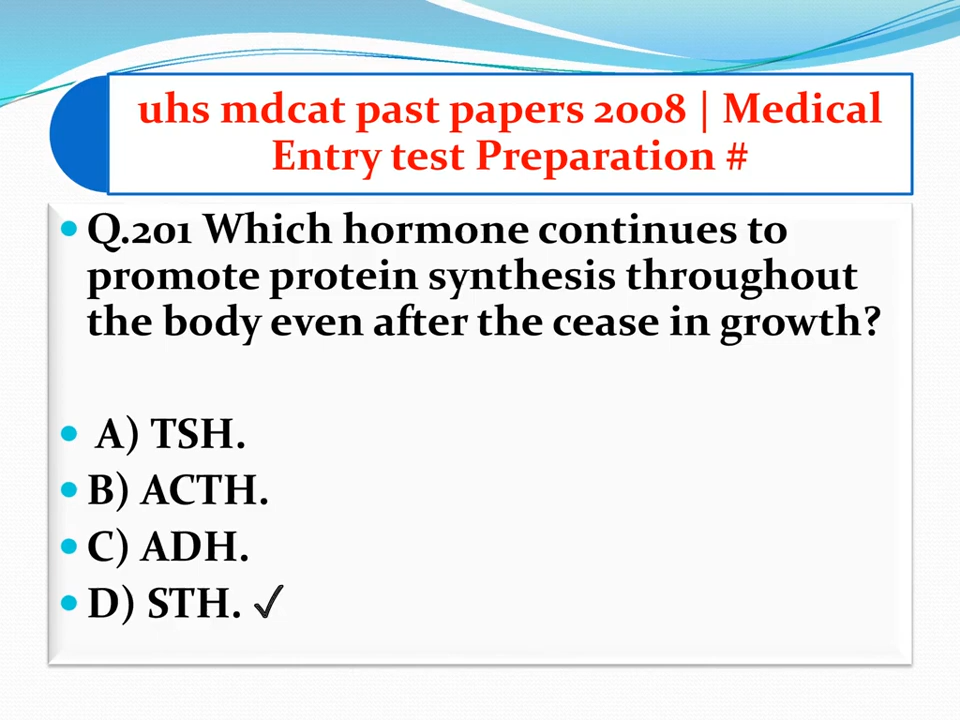 uhs mdcat past papers 2008 | Medical
Entry test Preparation #
• Q.201 Which hormone continues to
promote protein synthesis throughout
the body even after the cease in growth?
• A) TSH.
• B) ACTH.
• C) ADH.
• D) STH. ✓